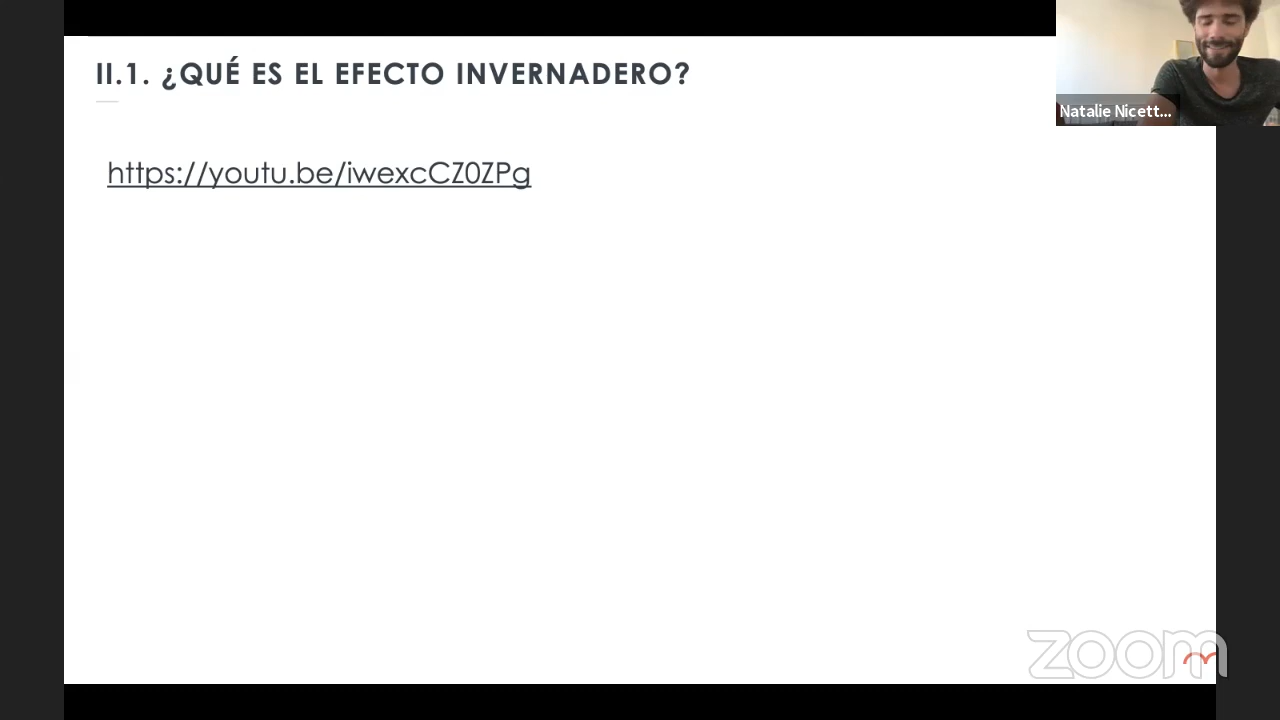 II.1. ¿QUÉ ES EL EFECTO INVERNADERO?
https://youtu.be/iwexcCZ0ZPg
Natalie Nicett...
zoom